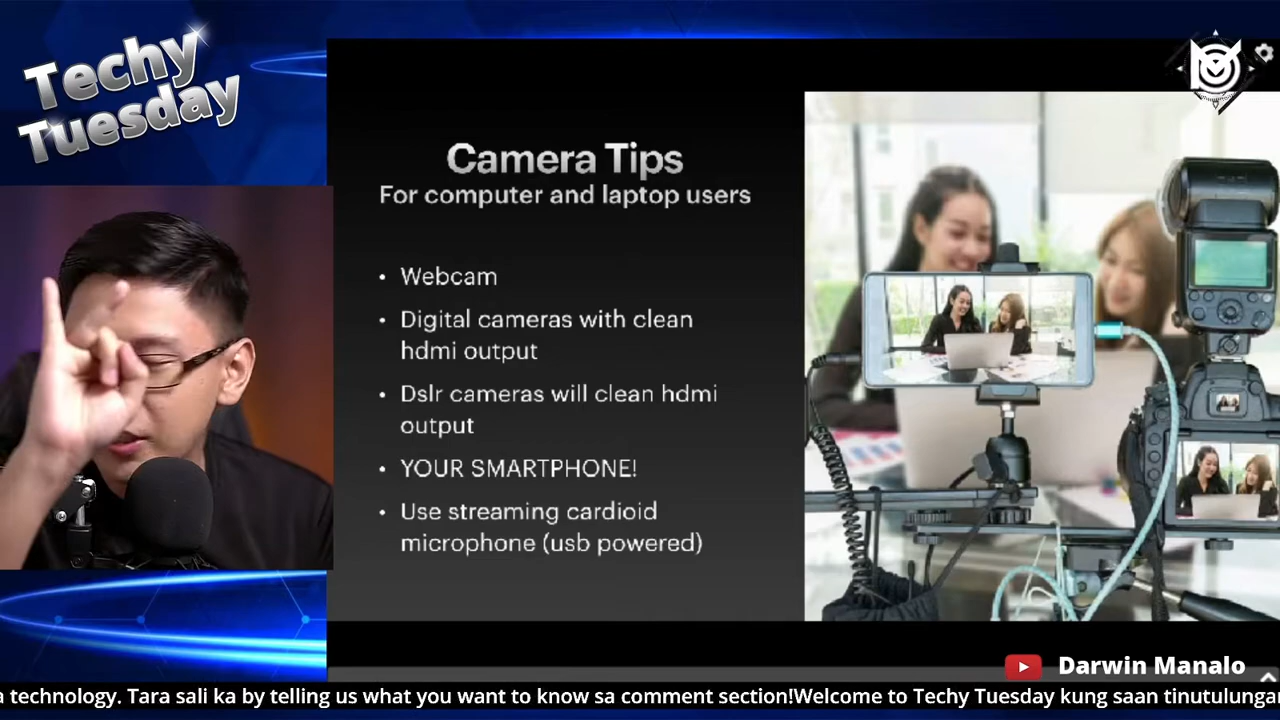 Techy
Tuesday
Camera Tips
For computer and laptop users
• Webcam
• Digital cameras with clean
hdmi output
• Dslr cameras will clean hdmi
output
• YOUR SMARTPHONE!
• Use streaming cardioid
microphone (usb powered)
Darwin Manalo
a technology. Tara sali ka by telling us what you want to know sa comment section!Welcome to Techy Tuesday kung saan tinutulungan